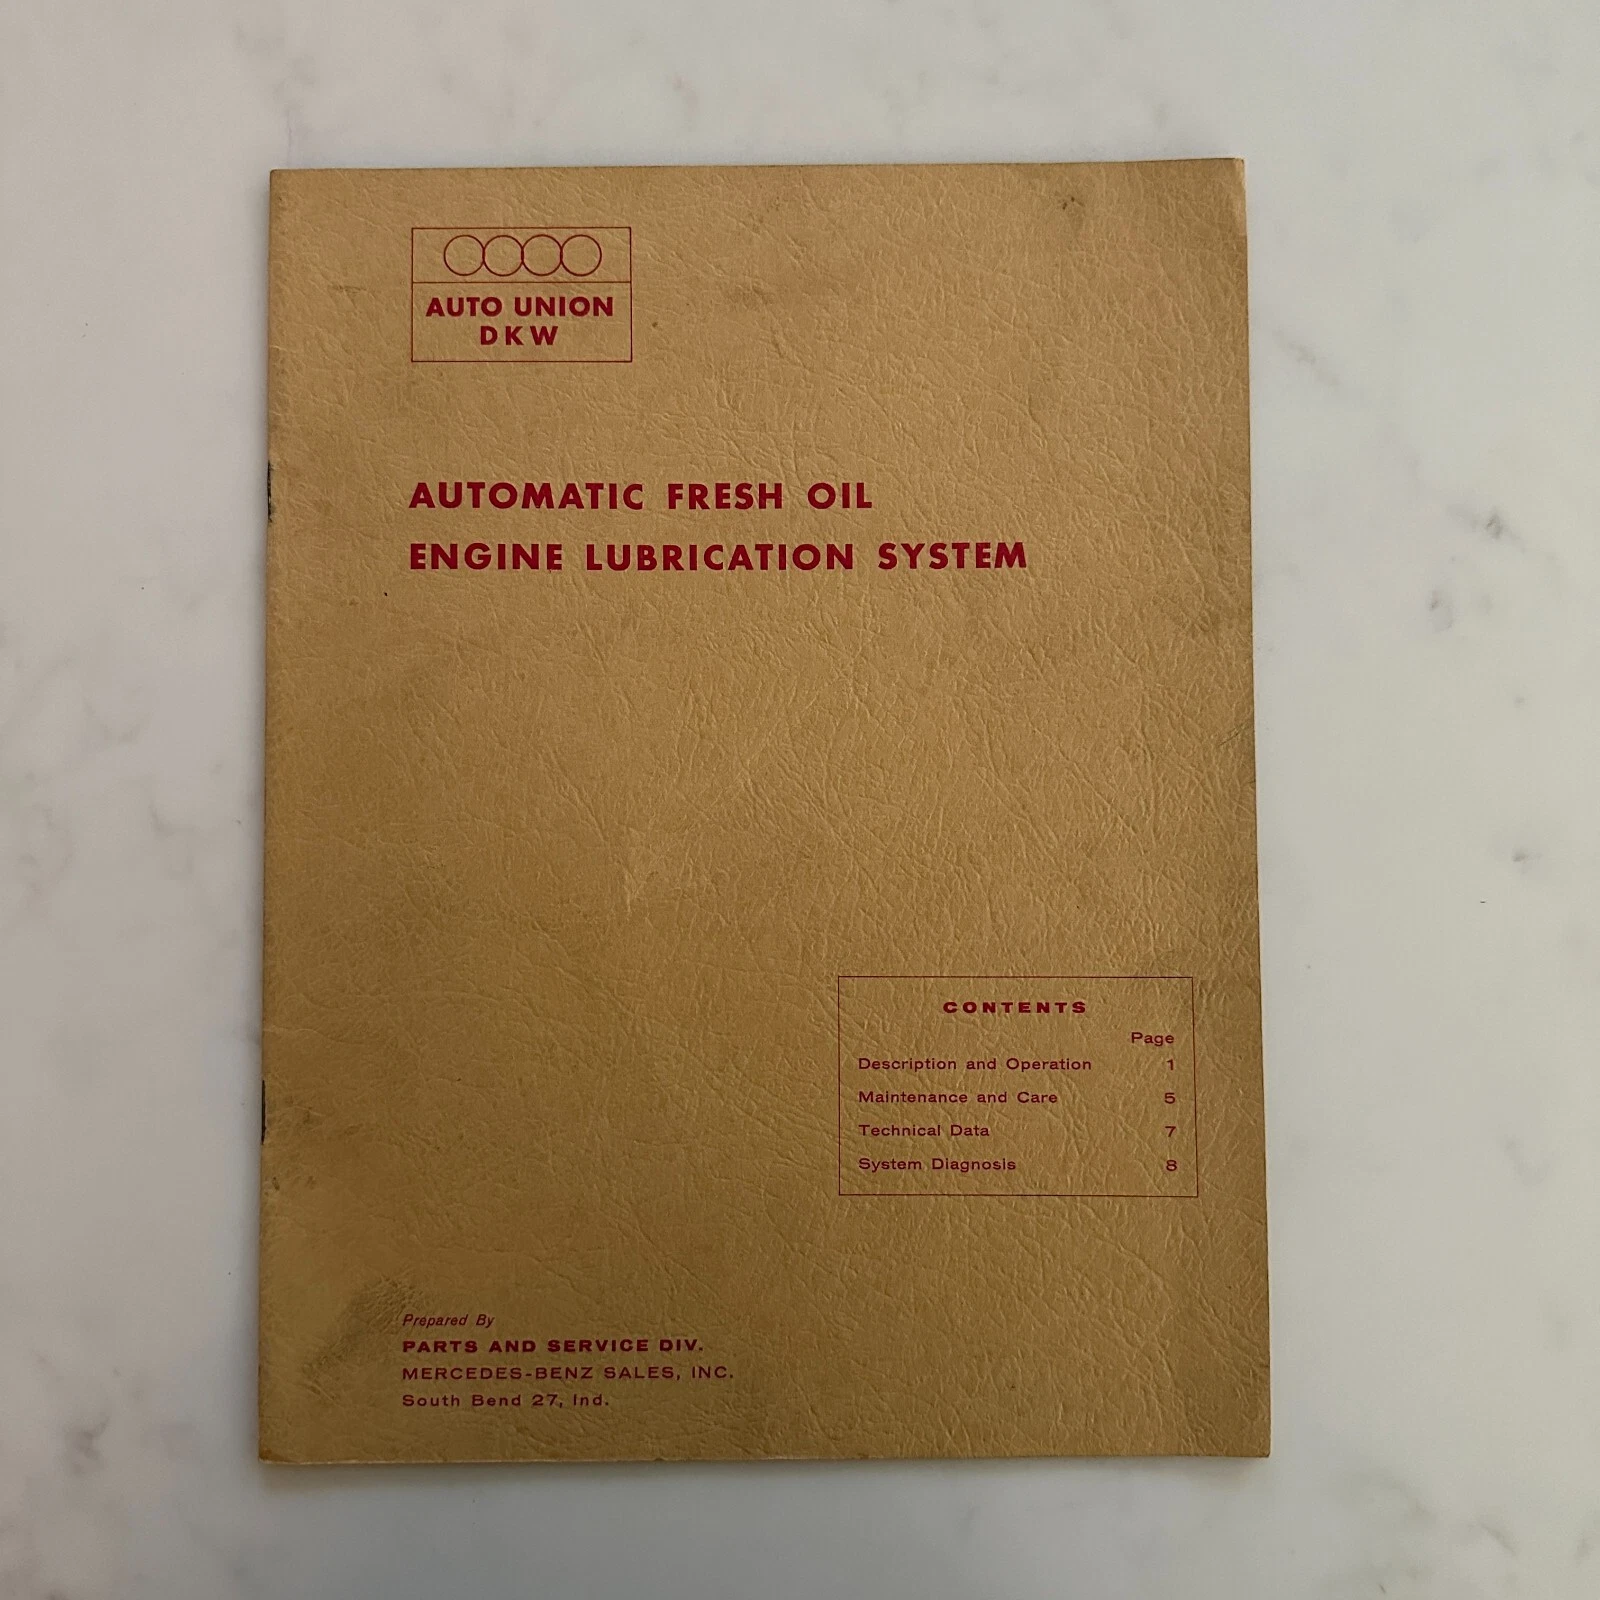 AUTO UNION
DKW
AUTOMATIC FRESH OIL
ENGINE LUBRICATION SYSTEM
CONTENTS
Page
Description and Operation 1
Maintenance and Care 5
Technical Data 7
System Diagnosis 8
Prepared By
PARTS AND SERVICE DIV.
MERCEDES-BENZ SALES, INC.
South Bend 27, Ind.